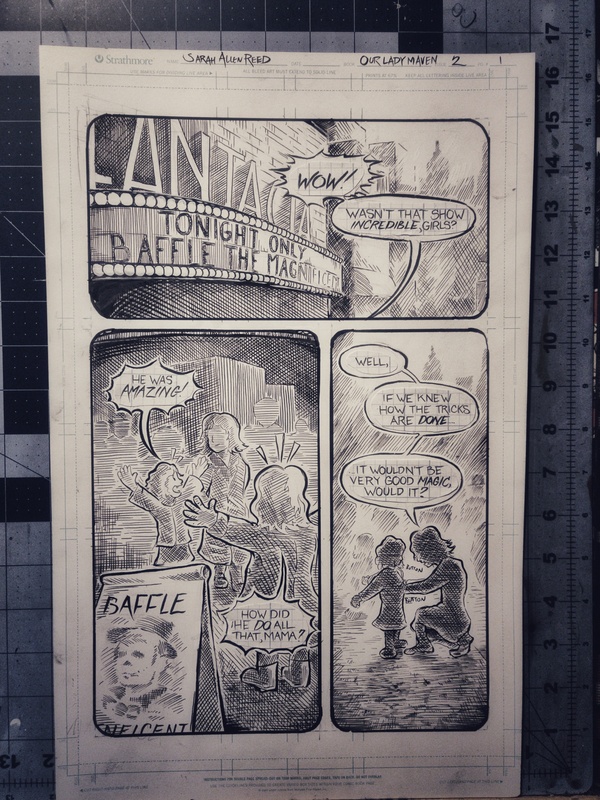 Strathmore
SARAH ALLEN REED
OUR LADY MAVEN 2 1
FANTACIA
WOW!
WASN'T THAT SHOW
INCREDIBLE, GIRLS?
TONIGHT ONLY
BAFFLE THE MAGNIFICENT
HE WAS
AMAZING!
HOW DID
HE DO ALL
THAT, MAMA?
BAFFLE
NIFICENT
WELL,
IF WE KNEW
HOW THE TRICKS
ARE DONE
IT WOULDN'T BE
VERY GOOD MAGIC,
WOULD IT?
BUTTON
BUTTON
17
16
15
14
13
12
11
10
9
8
7
6
5
4
3
2
1
13